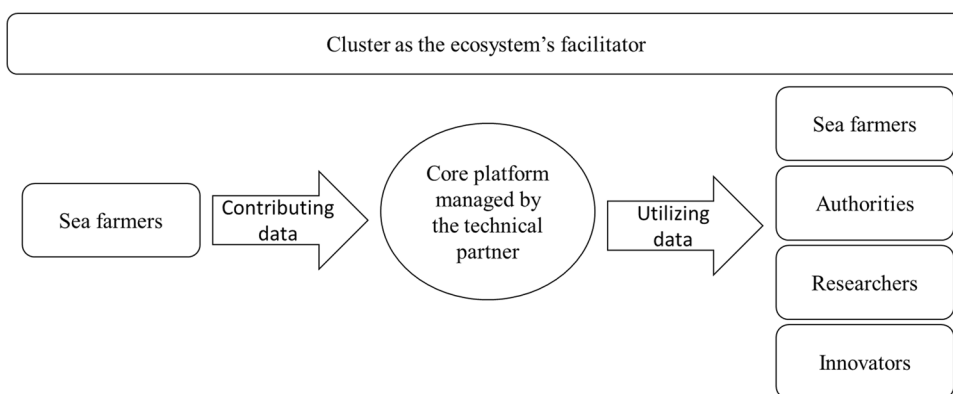 Cluster as the ecosystem's facilitator
Sea farmers
Contributing
data
Core platform
managed by
the technical
partner
Utilizing
data
Sea farmers
Authorities
Researchers
Innovators